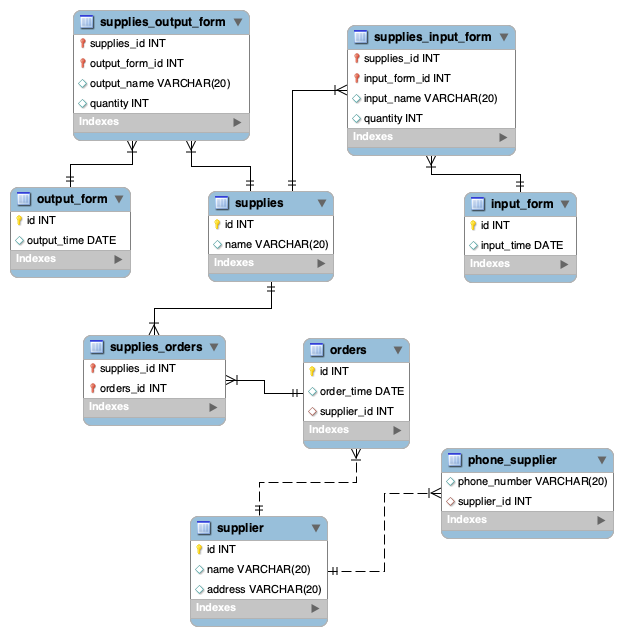 supplies_output_form
supplies_id INT
output_form_id INT
output_name VARCHAR(20)
quantity INT
Indexes
supplies_input_form
supplies_id INT
input_form_id INT
input_name VARCHAR(20)
quantity INT
Indexes
output_form
id INT
output_time DATE
Indexes
supplies
id INT
name VARCHAR(20)
Indexes
input_form
id INT
input_time DATE
Indexes
supplies_orders
supplies_id INT
orders_id INT
Indexes
orders
id INT
order_time DATE
supplier_id INT
Indexes
phone_supplier
phone_number VARCHAR(20)
supplier_id INT
Indexes
supplier
id INT
name VARCHAR(20)
address VARCHAR(20)
Indexes